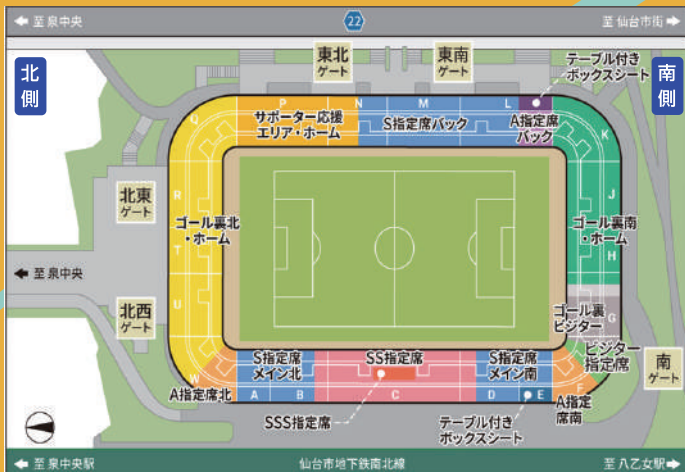 ← 至 泉中央
22
至 仙台市街 →
北側
東北
ゲート
東南
ゲート
テーブル付き
ボックスシート
南側
P
N
M
L
Q
サポーター応援
エリア・ホーム
S指定席バック
A指定席
バック
K
北東
ゲート
R
J
ゴール裏北
・ホーム
ゴール裏南
・ホーム
T
H
← 至 泉中央
U
北西
ゲート
ゴール裏
ビジター
G
ビジター
指定席
南
ゲート
S指定席
メイン北
SS指定席
S指定席
メイン南
W
A指定席北
A
B
C
D
E
F
A指定
席南
SSS指定席
テーブル付き
ボックスシート
← 至 泉中央駅
仙台市地下鉄南北線
至 八乙女駅 →